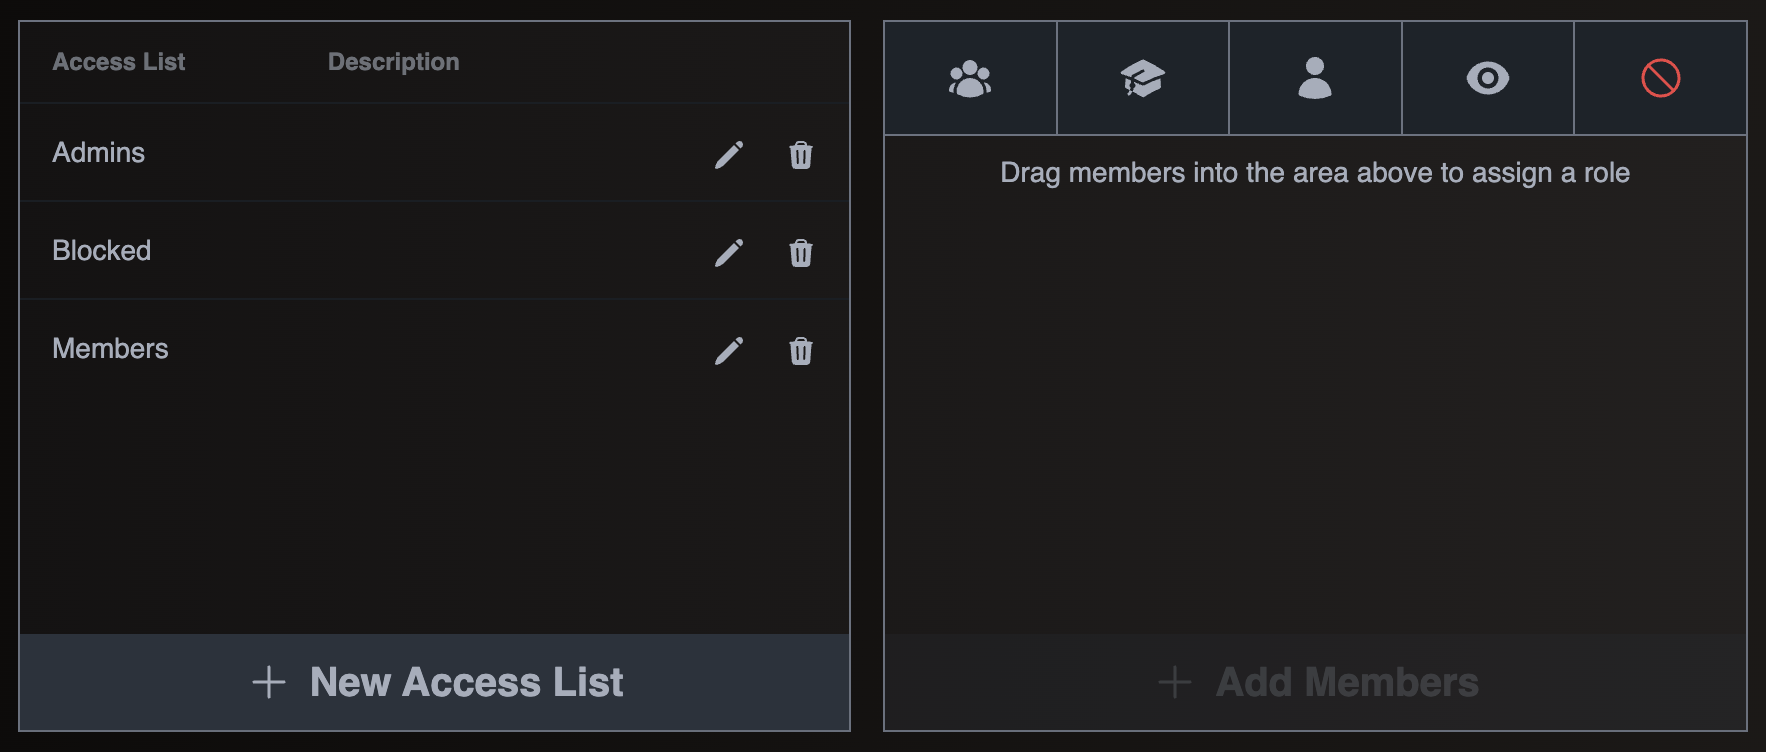 Access List Description
Admins
Blocked
Members
New Access List
Drag members into the area above to assign a role
Add Members